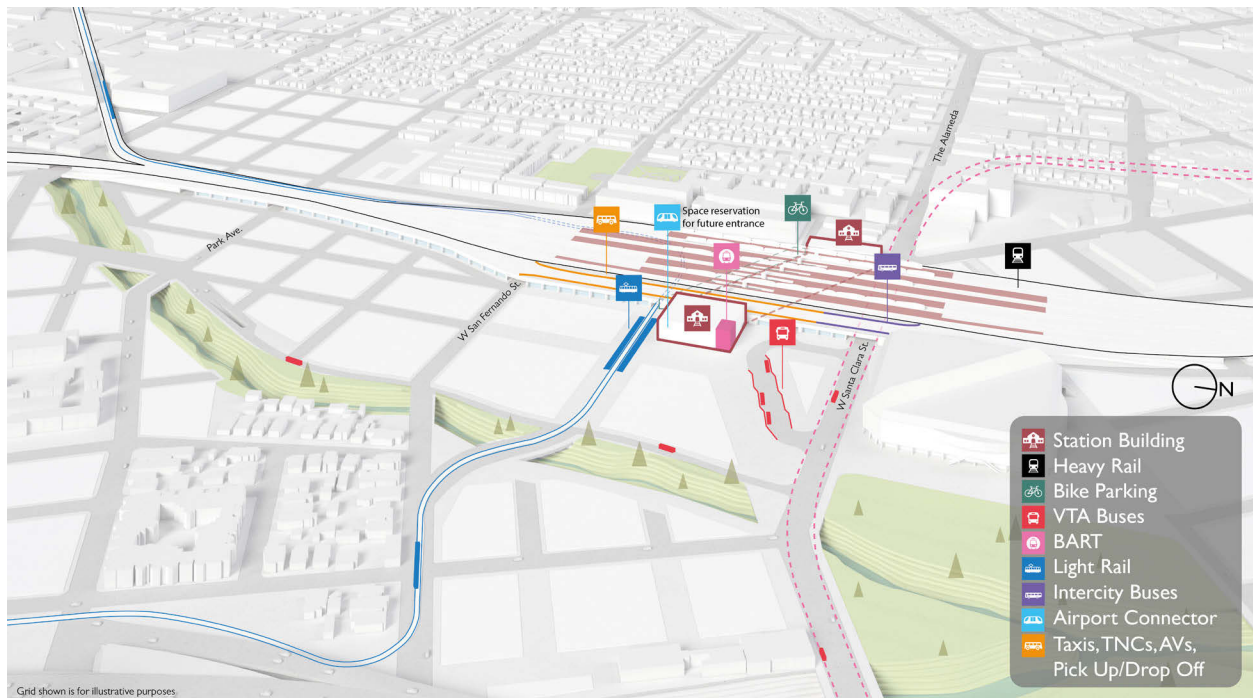 The Alameda
Space reservation
for future entrance
Park Ave.
W San Fernando St.
W Santa Clara St.
N
Station Building
Heavy Rail
Bike Parking
VTA Buses
BART
Light Rail
Intercity Buses
Airport Connector
Taxis, TNCs, AVs,
Pick Up/Drop Off
Grid shown is for illustrative purposes